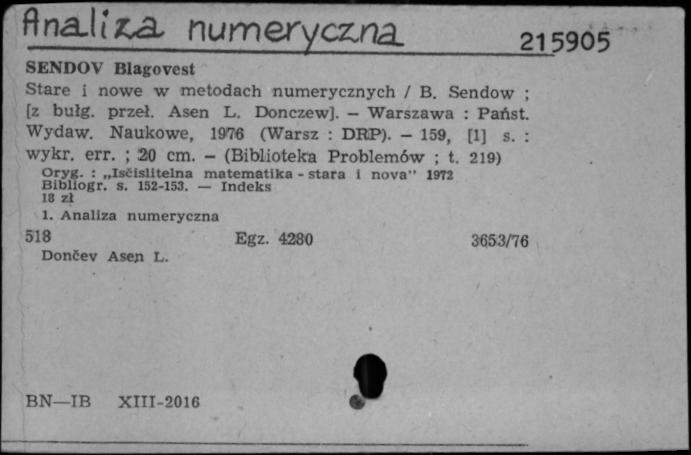 Analiza numeryczna
215905
SENDOV Blagovest
Stare i nowe w metodach numerycznych / B. Sendow ;
[z bułg. przeł. Asen L. Donczew]. — Warszawa : Państ.
Wydaw. Naukowe, 1976 (Warsz : DRP). — 159, [1] s. :
wykr. err. ; 20 cm. — (Biblioteka Problemów ; t. 219)
Oryg. : „Isčislitelna matematika - stara i nova" 1972
Bibliogr. s. 152-153. — Indeks
18 zł
1. Analiza numeryczna
518 Egz. 4280 3653/76
Dončev Asen L.
BN—IB XIII-2016